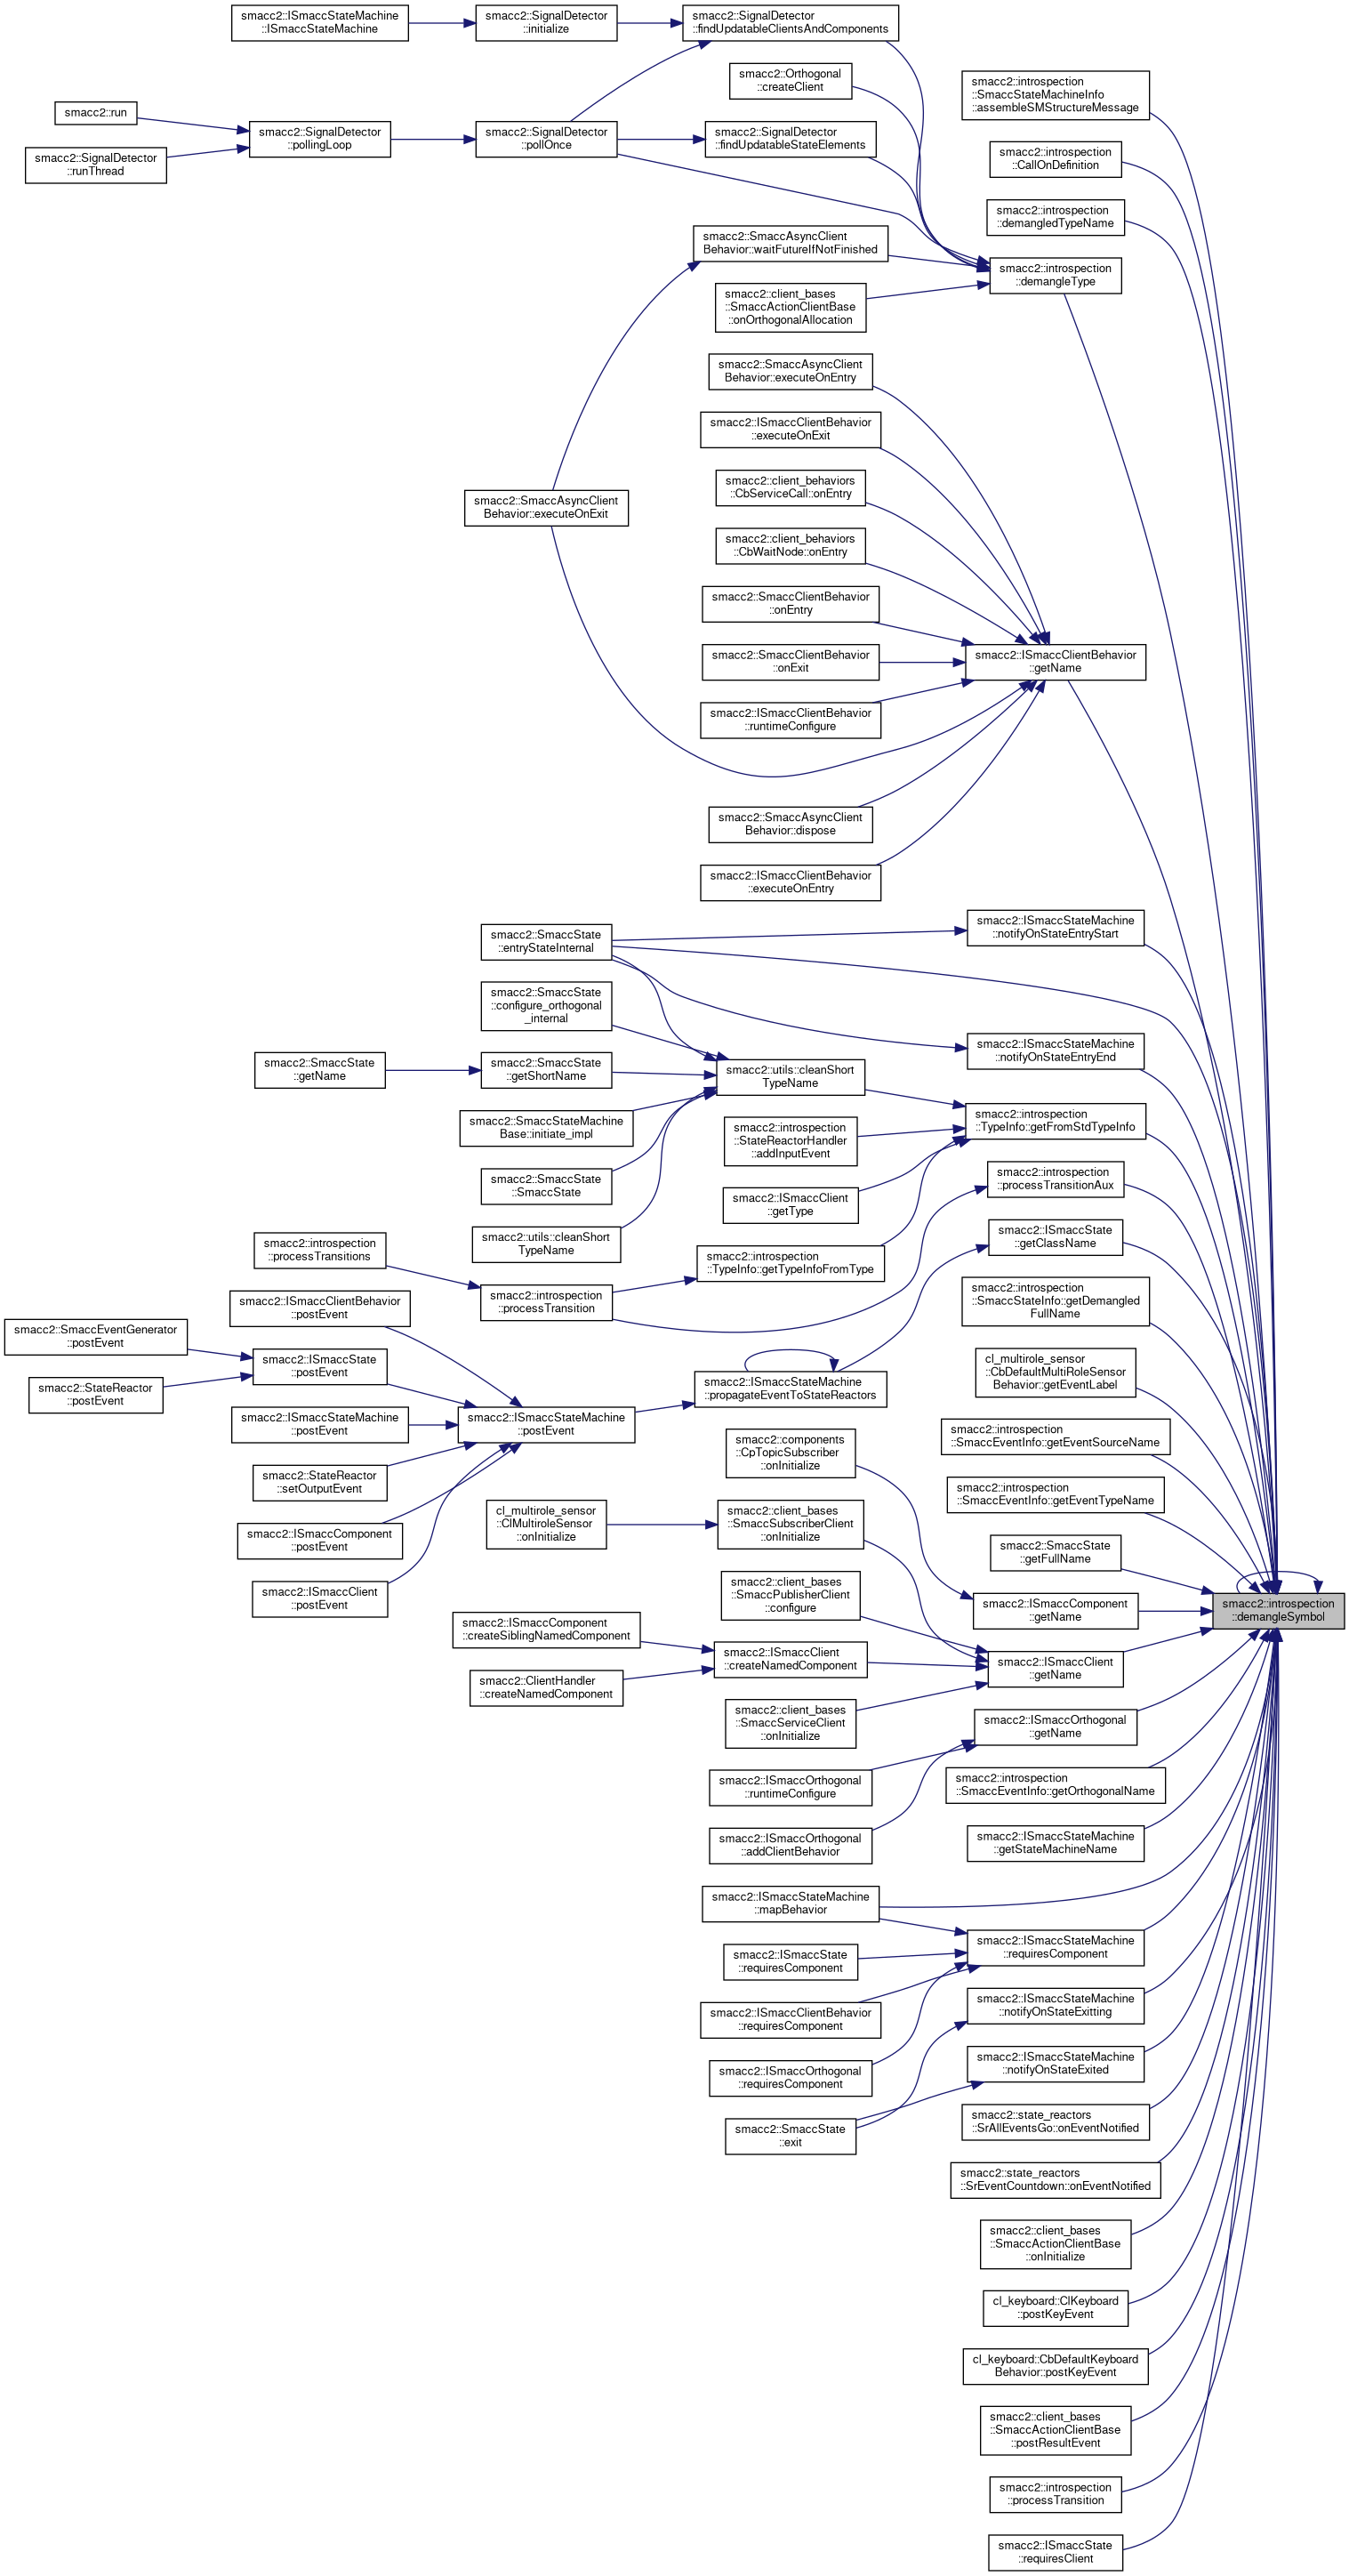 smacc2::ISmaccStateMachine
::ISmaccStateMachine
smacc2::SignalDetector
::initialize
smacc2::SignalDetector
::findUpdatableClientsAndComponents
smacc2::Orthogonal
::createClient
smacc2::introspection
::SmaccStateMachineInfo
::assembleSMStructureMessage
smacc2::run
smacc2::SignalDetector
::pollingLoop
smacc2::SignalDetector
::pollOnce
smacc2::SignalDetector
::findUpdatableStateElements
smacc2::SignalDetector
::runThread
smacc2::introspection
::CallOnDefinition
smacc2::introspection
::demangledTypeName
smacc2::SmaccAsyncClient
Behavior::waitFutureIfNotFinished
smacc2::introspection
::demangleType
smacc2::client_bases
::SmaccActionClientBase
::onOrthogonalAllocation
smacc2::SmaccAsyncClient
Behavior::executeOnEntry
smacc2::ISmaccClientBehavior
::executeOnExit
smacc2::client_behaviors
::CbServiceCall::onEntry
smacc2::SmaccAsyncClient
Behavior::executeOnExit
smacc2::client_behaviors
::CbWaitNode::onEntry
smacc2::SmaccClientBehavior
::onEntry
smacc2::SmaccClientBehavior
::onExit
smacc2::ISmaccClientBehavior
::getName
smacc2::ISmaccClientBehavior
::runtimeConfigure
smacc2::SmaccAsyncClient
Behavior::dispose
smacc2::ISmaccClientBehavior
::executeOnEntry
smacc2::SmaccState
::entryStateInternal
smacc2::ISmaccStateMachine
::notifyOnStateEntryStart
smacc2::SmaccState
::configure_orthogonal
_internal
smacc2::ISmaccStateMachine
::notifyOnStateEntryEnd
smacc2::SmaccState
::getName
smacc2::SmaccState
::getShortName
smacc2::utils::cleanShort
TypeName
smacc2::SmaccStateMachine
Base::initiate_impl
smacc2::introspection
::StateReactorHandler
::addInputEvent
smacc2::introspection
::TypeInfo::getFromStdTypeInfo
smacc2::SmaccState
::SmaccState
smacc2::ISmaccClient
::getType
smacc2::introspection
::processTransitionAux
smacc2::utils::cleanShort
TypeName
smacc2::ISmaccState
::getClassName
smacc2::introspection
::processTransitions
smacc2::introspection
::TypeInfo::getTypeInfoFromType
smacc2::introspection
::processTransition
smacc2::introspection
::SmaccStateInfo::getDemangled
FullName
smacc2::ISmaccClientBehavior
::postEvent
smacc2::SmaccEventGenerator
::postEvent
smacc2::ISmaccState
::postEvent
smacc2::StateReactor
::postEvent
smacc2::ISmaccStateMachine
::propagateEventToStateReactors
cl_multirole_sensor
::CbDefaultMultiRoleSensor
Behavior::getEventLabel
smacc2::ISmaccStateMachine
::postEvent
smacc2::ISmaccStateMachine
::postEvent
smacc2::introspection
::SmaccEventInfo::getEventSourceName
smacc2::StateReactor
::setOutputEvent
smacc2::components
::CpTopicSubscriber
::onInitialize
smacc2::introspection
::SmaccEventInfo::getEventTypeName
smacc2::ISmaccComponent
::postEvent
cl_multirole_sensor
::ClMultiroleSensor
::onInitialize
smacc2::client_bases
::SmaccSubscriberClient
::onInitialize
smacc2::SmaccState
::getFullName
smacc2::ISmaccClient
::postEvent
smacc2::client_bases
::SmaccPublisherClient
::configure
smacc2::ISmaccComponent
::getName
smacc2::introspection
::demangleSymbol
smacc2::ISmaccComponent
::createSiblingNamedComponent
smacc2::ISmaccClient
::createNamedComponent
smacc2::ISmaccClient
::getName
smacc2::ClientHandler
::createNamedComponent
smacc2::client_bases
::SmaccServiceClient
::onInitialize
smacc2::ISmaccOrthogonal
::getName
smacc2::ISmaccOrthogonal
::runtimeConfigure
smacc2::introspection
::SmaccEventInfo::getOrthogonalName
smacc2::ISmaccOrthogonal
::addClientBehavior
smacc2::ISmaccStateMachine
::getStateMachineName
smacc2::ISmaccStateMachine
::mapBehavior
smacc2::ISmaccState
::requiresComponent
smacc2::ISmaccStateMachine
::requiresComponent
smacc2::ISmaccClientBehavior
::requiresComponent
smacc2::ISmaccStateMachine
::notifyOnStateExitting
smacc2::ISmaccOrthogonal
::requiresComponent
smacc2::ISmaccStateMachine
::notifyOnStateExited
smacc2::SmaccState
::exit
smacc2::state_reactors
::SrAllEventsGo::onEventNotified
smacc2::state_reactors
::SrEventCountdown::onEventNotified
smacc2::client_bases
::SmaccActionClientBase
::onInitialize
cl_keyboard::ClKeyboard
::postKeyEvent
cl_keyboard::CbDefaultKeyboard
Behavior::postKeyEvent
smacc2::client_bases
::SmaccActionClientBase
::postResultEvent
smacc2::introspection
::processTransition
smacc2::ISmaccState
::requiresClient